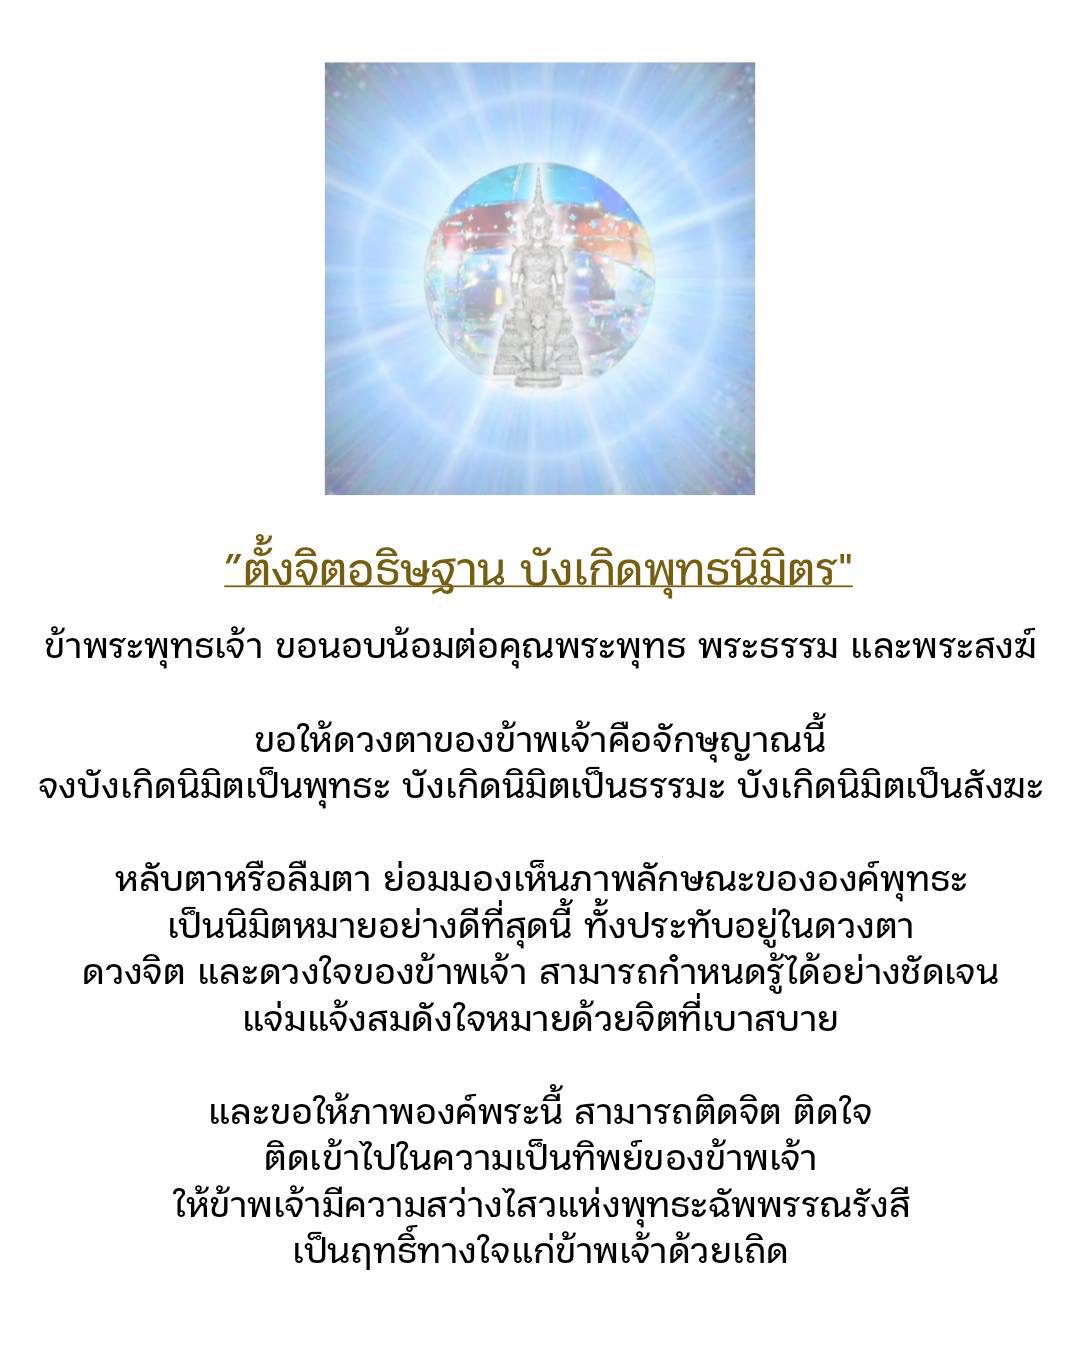 ”ตั้งจิตอธิษฐาน บังเกิดพุทธนิมิตร"
ข้าพระพุทธเจ้า ขอนอบน้อมต่อคุณพระพุทธ พระธรรม และพระสงฆ์
ขอให้ดวงตาของข้าพเจ้าคือจักษุญาณนี้
จงบังเกิดนิมิตเป็นพุทธะ บังเกิดนิมิตเป็นธรรมะ บังเกิดนิมิตเป็นสังฆะ
หลับตาหรือลืมตา ย่อมมองเห็นภาพลักษณะขององค์พุทธะ
เป็นนิมิตหมายอย่างดีที่สุดนี้ ทั้งประทับอยู่ในดวงตา
ดวงจิต และดวงใจของข้าพเจ้า สามารถกำหนดรู้ได้อย่างชัดเจน
แจ่มแจ้งสมดังใจหมายด้วยจิตที่เบาสบาย
และขอให้ภาพองค์พระนี้ สามารถติดจิต ติดใจ
ติดเข้าไปในความเป็นทิพย์ของข้าพเจ้า
ให้ข้าพเจ้ามีความสว่างไสวแห่งพุทธะฉัพพรรณรังสี
เป็นฤทธิ์ทางใจแก่ข้าพเจ้าด้วยเถิด